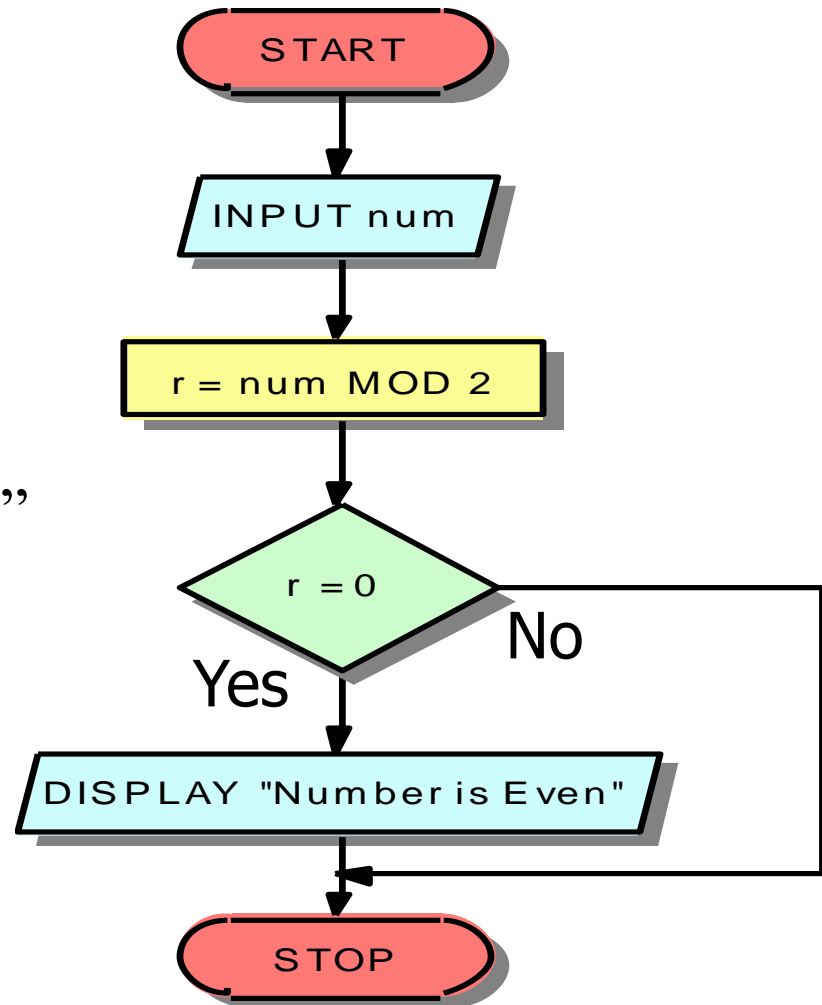 START
INPUT num
r = num MOD 2
”
r = 0
No
Yes
DISPLAY "Number is Even"
STOP